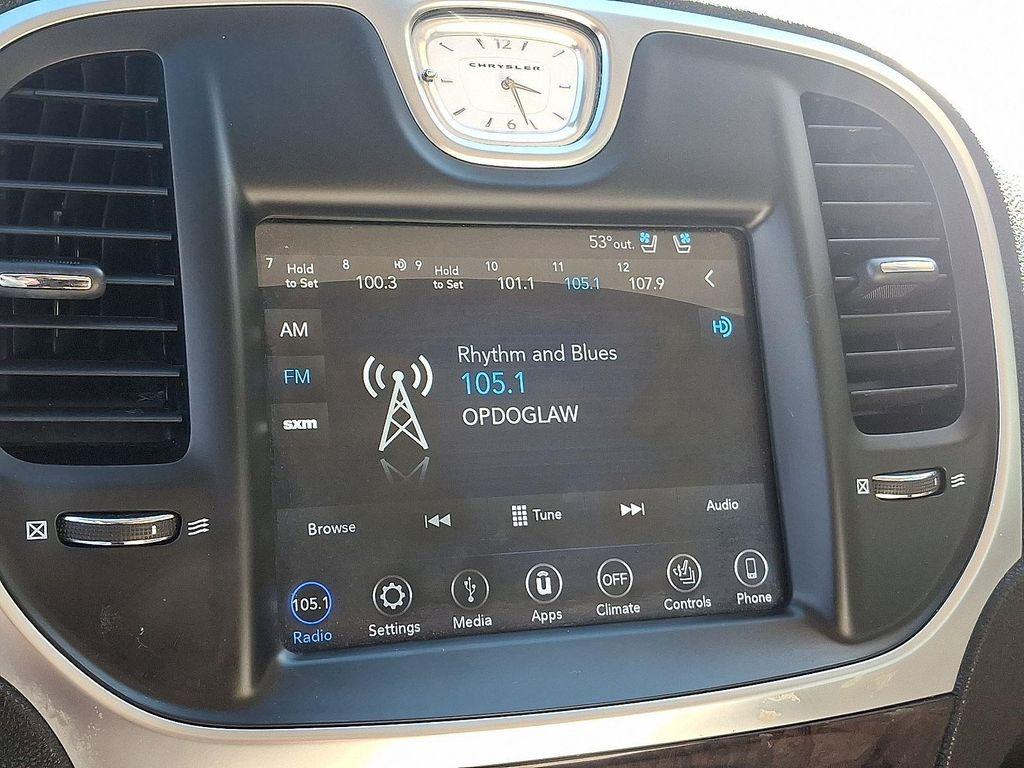 12
CHRYSLER
6
53°out.
7 Hold to Set 8 100.3 HD 9 Hold to Set 10 101.1 11 105.1 12 107.9
HD
AM
FM
sxm
Rhythm and Blues
105.1
OPDOGLAW
Browse Tune Audio
105.1 OFF
Radio Settings Media Apps Climate Controls Phone